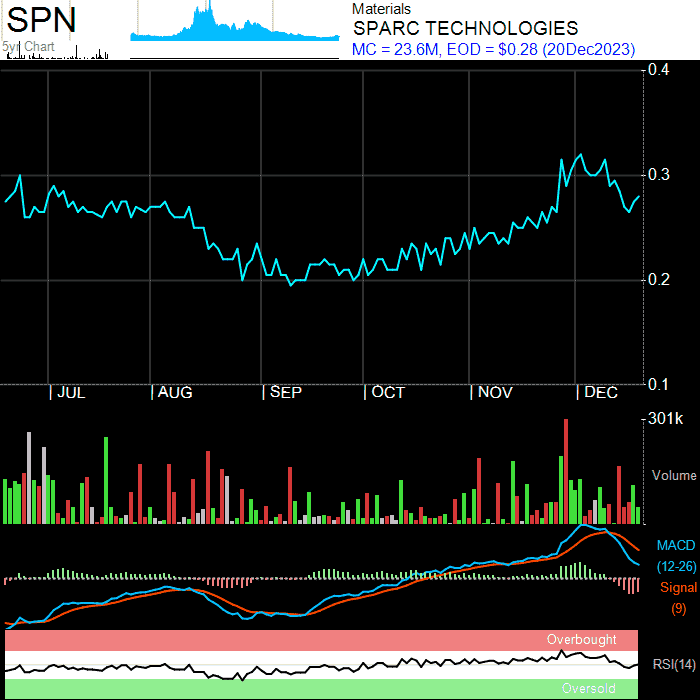 SPN
5yr Chart
Materials
SPARC TECHNOLOGIES
MC = 23.6M, EOD = $0.28 (20Dec2023)
0.4
0.3
0.2
0.1
| JUL | AUG | SEP | OCT | NOV | DEC
301k
Volume
MACD
(12-26)
Signal
(9)
Overbought
RSI(14)
Oversold